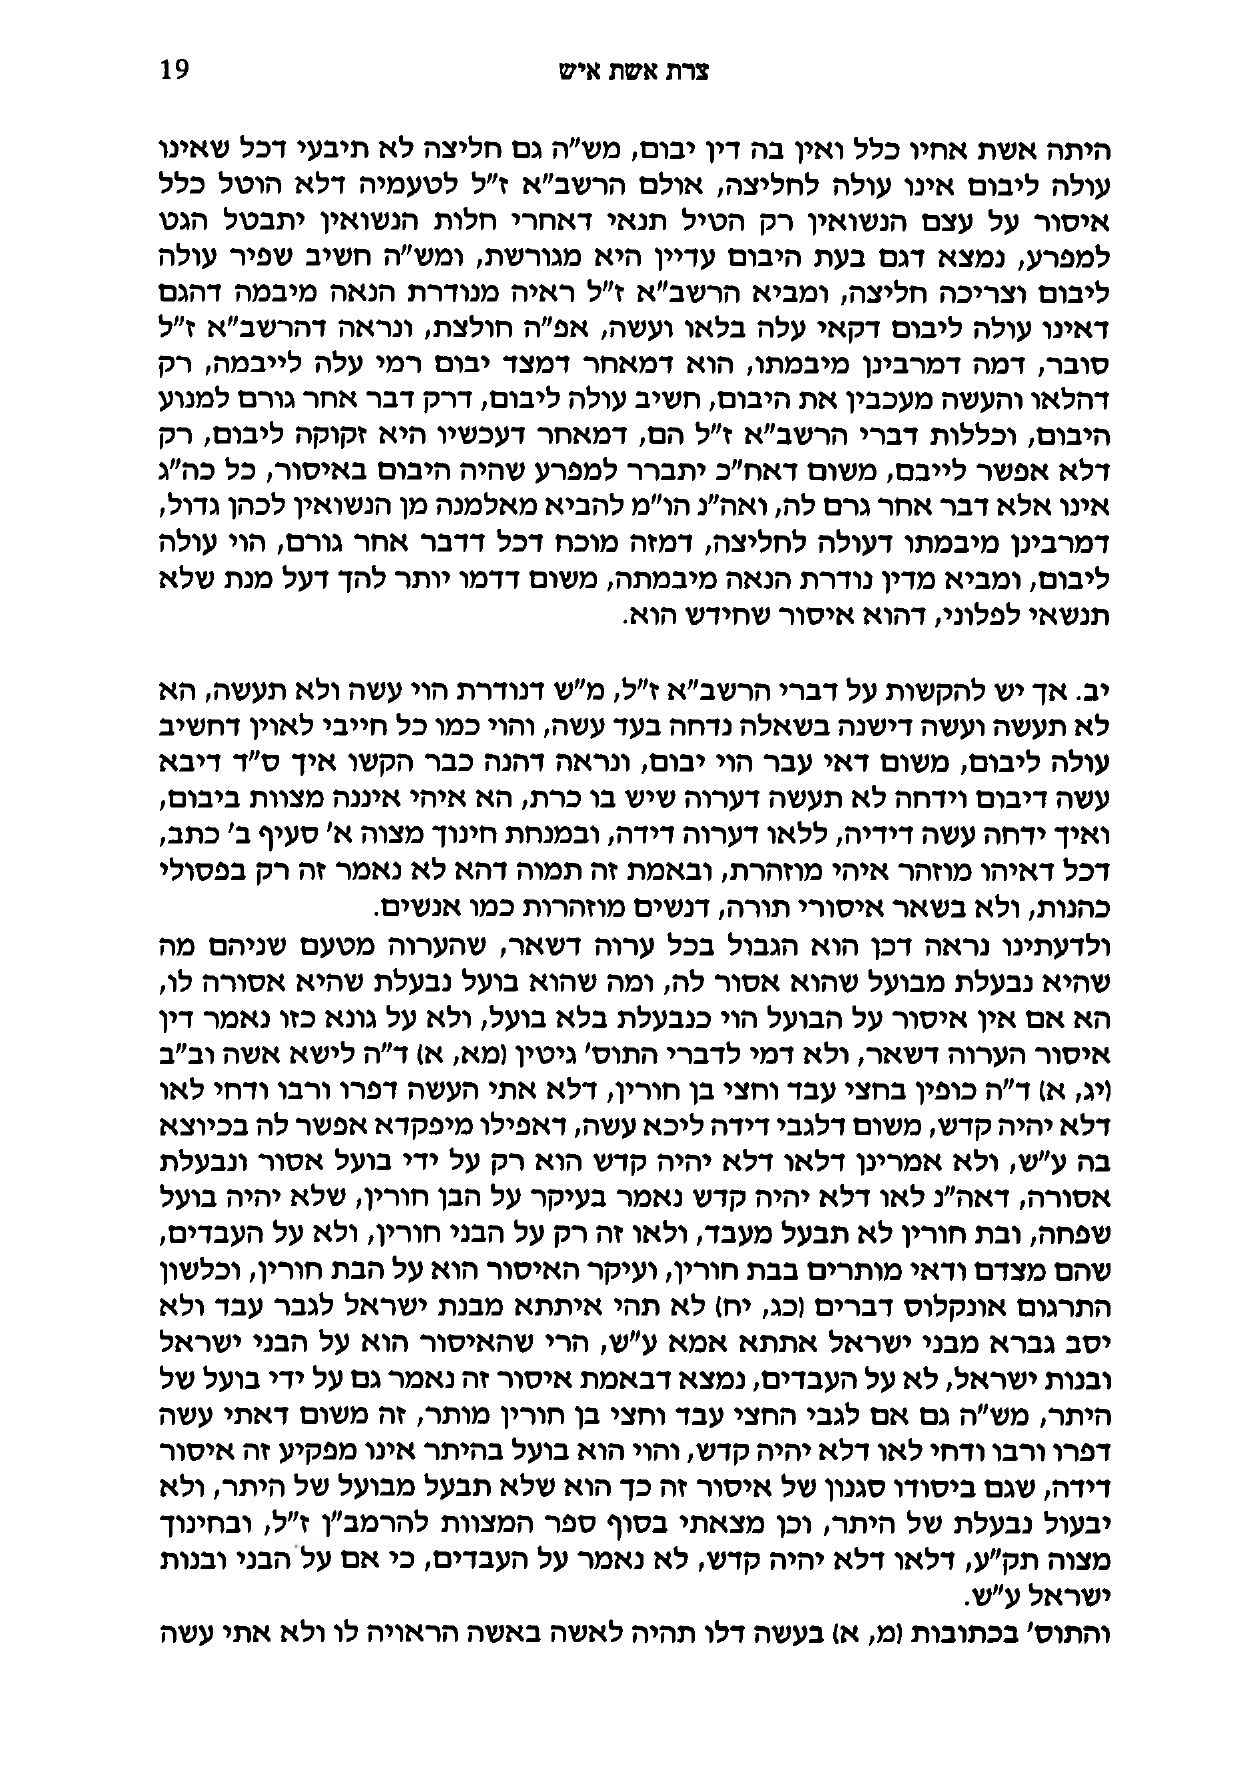 צרת אשת איש 19
היתה אשת אחיו כלל ואין בה דין יבום, מש"ה גם חליצה לא תיבעי דכל שאינו
עולה ליבום אינו עולה לחליצה, אולם הרשב"א ז"ל לטעמיה דלא הוטל כלל
איסור על עצם הנשואין רק הטיל תנאי דאחרי חלות הנשואין יתבטל הגט
למפרע, נמצא דגם בעת היבום עדיין היא מגורשת, ומש"ה חשיב שפיר עולה
ליבום וצריכה חליצה, ומביא הרשב"א ז"ל ראיה מנודרת הנאה מיבמה דהגם
דאינו עולה ליבום דקאי עלה בלאו ועשה, אפ"ה חולצת, ונראה דהרשב"א ז"ל
סובר, דמה דמרבינן מיבמתו, הוא דמאחר דמצד יבום רמי עלה לייבמה, רק
דהלאו והעשה מעכבין את היבום, חשיב עולה ליבום, דרק דבר אחר גורם למנוע
היבום, וכללות דברי הרשב"א ז"ל הם, דמאחר דעכשיו היא זקוקה ליבום, רק
דלא אפשר לייבם, משום דאח"כ יתברר למפרע שהיה היבום באיסור, כל כה"ג
אינו אלא דבר אחר גרם לה, ואה"נ הו"מ להביא מאלמנה מן הנשואין לכהן גדול,
דמרבינן מיבמתו דעולה לחליצה, דמזה מוכח דכל דדבר אחר גורם, הוי עולה
ליבום, ומביא מדין נודרת הנאה מיבמתה, משום דדמו יותר להך דעל מנת שלא
תנשאי לפלוני, דהוא איסור שחידש הוא.
יב. אך יש להקשות על דברי הרשב"א ז"ל, מ"ש דנודרת הוי עשה ולא תעשה, הא
לא תעשה ועשה דישנה בשאלה נדחה בעד עשה, והוי כמו כל חייבי לאוין דחשיב
עולה ליבום, משום דאי עבר הוי יבום, ונראה דהנה כבר הקשו איך ס"ד דיבא
עשה דיבום וידחה לא תעשה דערוה שיש בו כרת, הא איהי איננה מצוות ביבום,
ואיך ידחה עשה דידיה, ללאו דערוה דידה, ובמנחת חינוך מצוה א' סעיף ב' כתב,
דכל דאיהו מוזהר איהי מוזהרת, ובאמת זה תמוה דהא לא נאמר זה רק בפסולי
כהנות, ולא בשאר איסורי תורה, דנשים מוזהרות כמו אנשים.
ולדעתינו נראה דכן הוא הגבול בכל ערוה דשאר, שהערוה מטעם שניהם מה
שהיא נבעלת מבועל שהוא אסור לה, ומה שהוא בועל נבעלת שהיא אסורה לו,
הא אם אין איסור על הבועל הוי כנבעלת בלא בועל, ולא על גונא כזו נאמר דין
איסור הערוה דשאר, ולא דמי לדברי התוס' גיטין (מא, א) ד"ה לישא אשה וב"ב
(יג, א) ד"ה כופין בחצי עבד וחצי בן חורין, דלא אתי העשה דפרו ורבו ודחי לאו
דלא יהיה קדש, משום דלגבי דידה ליכא עשה, דאפילו מיפקדא אפשר לה בכיוצא
בה ע"ש, ולא אמרינן דלאו דלא יהיה קדש הוא רק על ידי בועל אסור ונבעלת
אסורה, דאה"נ לאו דלא יהיה קדש נאמר בעיקר על הבן חורין, שלא יהיה בועל
שפחה, ובת חורין לא תבעל מעבד, ולאו זה רק על הבני חורין, ולא על העבדים,
שהם מצדם ודאי מותרים בבת חורין, ועיקר האיסור הוא על הבת חורין, וכלשון
התרגום אונקלוס דברים (כג, יח) לא תהי איתתא מבנת ישראל לגבר עבד ולא
יסב גברא מבני ישראל אתתא אמא ע"ש, הרי שהאיסור הוא על הבני ישראל
ובנות ישראל, לא על העבדים, נמצא דבאמת איסור זה נאמר גם על ידי בועל של
היתר, מש"ה גם אם לגבי החצי עבד וחצי בן חורין מותר, זה משום דאתי עשה
דפרו ורבו ודחי לאו דלא יהיה קדש, והוי הוא בועל בהיתר אינו מפקיע זה איסור
דידה, שגם ביסודו סגנון של איסור זה כך הוא שלא תבעל מבועל של היתר, ולא
יבעול נבעלת של היתר, וכן מצאתי בסוף ספר המצוות להרמב"ן ז"ל, ובחינוך
מצוה תק"ע, דלאו דלא יהיה קדש, לא נאמר על העבדים, כי אם על הבני ובנות
ישראל ע"ש.
והתוס' בכתובות (מ, א) בעשה דלו תהיה לאשה באשה הראויה לו ולא אתי עשה